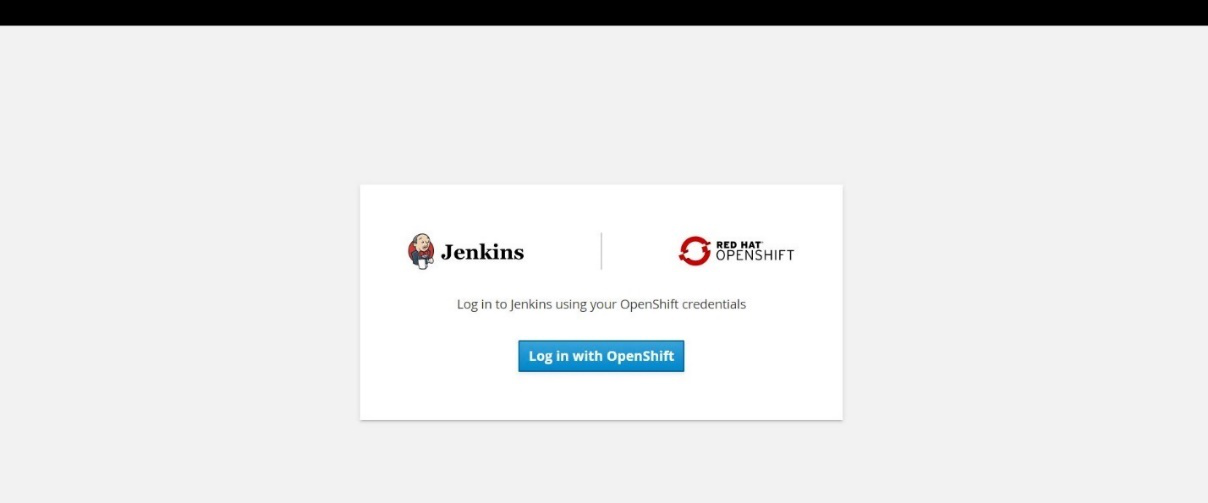 Jenkins
RED HAT
OPENSHIFT
Log in to Jenkins using your OpenShift credentials
Log in with OpenShift